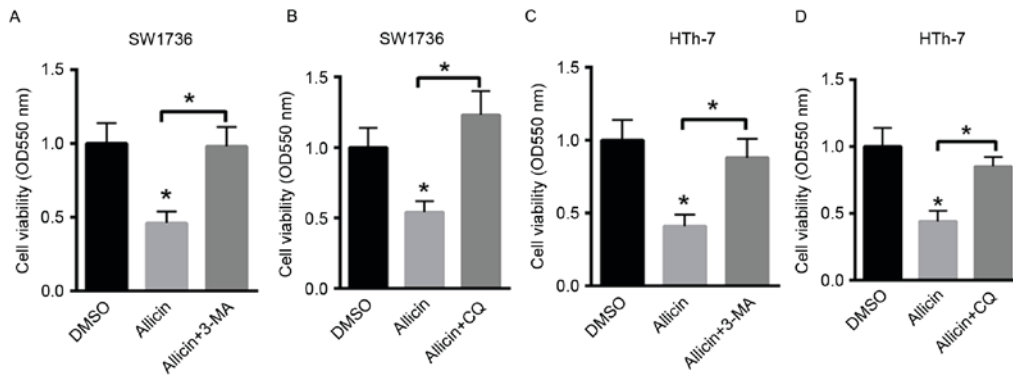 A
SW1736
Cell viability (OD550 nm)
1.5
1.0
0.5
0.0
*
*
DMSO
Allicin
Allicin+3-MA
B
SW1736
Cell viability (OD550 nm)
1.5
1.0
0.5
0.0
*
*
DMSO
Allicin
Allicin+CQ
C
HTh-7
Cell viability (OD550 nm)
1.5
1.0
0.5
0.0
*
*
DMSO
Allicin
Allicin+3-MA
D
HTh-7
Cell viability (OD550 nm)
1.5
1.0
0.5
0.0
*
*
DMSO
Allicin
Allicin+CQ